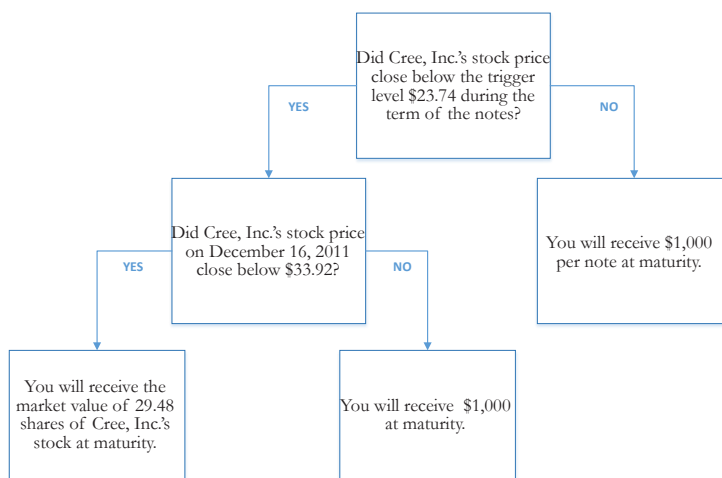 Did Cree, Inc.'s stock price
close below the trigger
level $23.74 during the
term of the notes?
YES
NO
Did Cree, Inc.'s stock price
on December 16, 2011
close below $33.92?
You will receive $1,000
per note at maturity.
YES
NO
You will receive the
market value of 29.48
shares of Cree, Inc.'s
stock at maturity.
You will receive $1,000
at maturity.